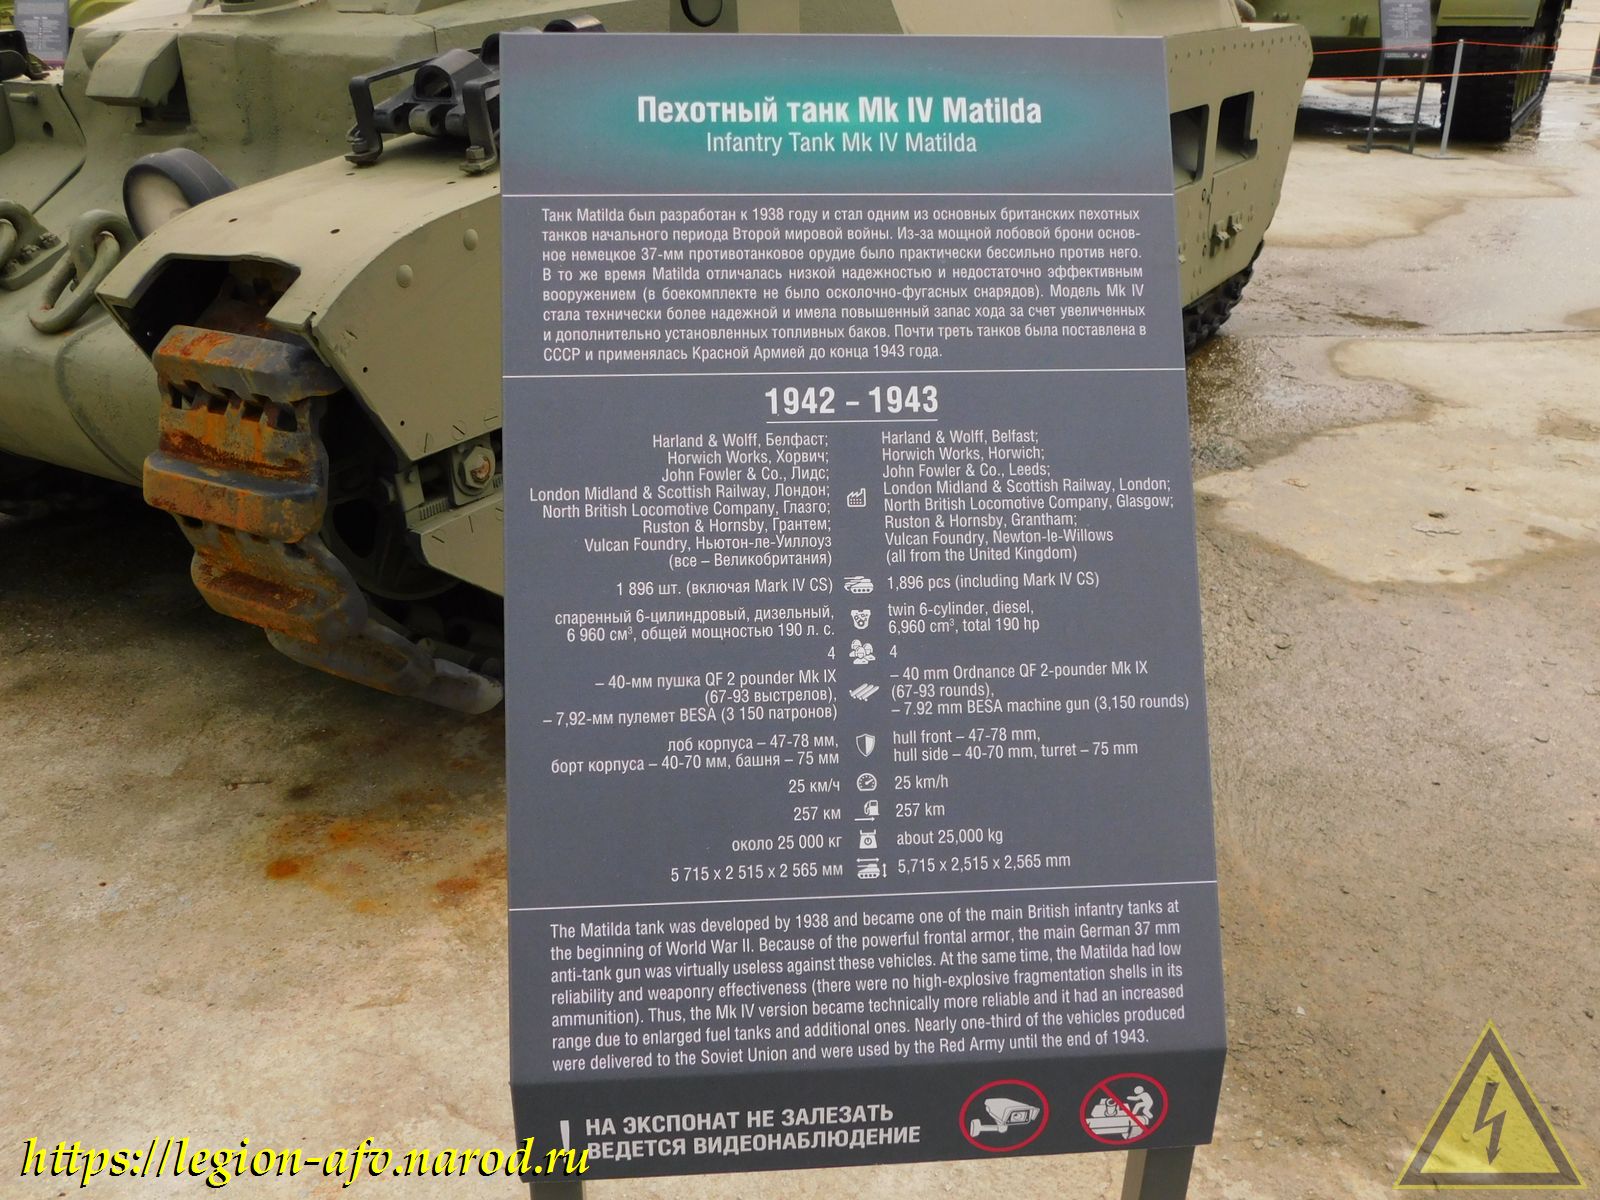 Пехотный танк Mk IV Matilda
Infantry Tank Mk IV Matilda
Танк Matilda был разработан к 1938 году и стал одним из основных британских пехотных
танков начального периода Второй мировой войны. Из-за мощной лобовой брони основ-
ное немецкое 37-мм противотанковое орудие было практически бессильно против него.
В то же время Matilda отличалась низкой надежностью и недостаточно эффективным
вооружением (в боекомплекте не было осколочно-фугасных снарядов). Модель Mk IV
стала технически более надежной и имела повышенный запас хода за счет увеличенных
и дополнительно установленных топливных баков. Почти треть танков была поставлена в
СССР и применялась Красной Армией до конца 1943 года.
1942 – 1943
Harland & Wolff, Белфаст;
Horwich Works, Хорвич;
John Fowler & Co., Лидс;
London Midland & Scottish Railway, Лондон;
North British Locomotive Company, Глазго;
Ruston & Hornsby, Грантем;
Vulcan Foundry, Ньютон-ле-Уиллоуз
(все – Великобритания)
Harland & Wolff, Belfast;
Horwich Works, Horwich;
John Fowler & Co., Leeds;
London Midland & Scottish Railway, London;
North British Locomotive Company, Glasgow;
Ruston & Hornsby, Grantham;
Vulcan Foundry, Newton-le-Willows
(all from the United Kingdom)
1 896 шт. (включая Mark IV CS)
1,896 pcs (including Mark IV CS)
спаренный 6-цилиндровый, дизельный,
6 960 см³, общей мощностью 190 л. с.
twin 6-cylinder, diesel,
6,960 cm³, total 190 hp
4
4
– 40-мм пушка QF 2 pounder Mk IX
(67-93 выстрелов),
– 7,92-мм пулемет BESA (3 150 патронов)
– 40 mm Ordnance QF 2-pounder Mk IX
(67-93 rounds),
– 7.92 mm BESA machine gun (3,150 rounds)
лоб корпуса – 47-78 мм,
борт корпуса – 40-70 мм, башня – 75 мм
hull front – 47-78 mm,
hull side – 40-70 mm, turret – 75 mm
25 км/ч
25 km/h
257 км
257 km
около 25 000 кг
about 25,000 kg
5 715 x 2 515 x 2 565 мм
5,715 x 2,515 x 2,565 mm
The Matilda tank was developed by 1938 and became one of the main British infantry tanks at
the beginning of World War II. Because of the powerful frontal armor, the main German 37 mm
anti-tank gun was virtually useless against these vehicles. At the same time, the Matilda had low
reliability and weaponry effectiveness (there were no high-explosive fragmentation shells in its
ammunition). Thus, the Mk IV version became technically more reliable and it had an increased
range due to enlarged fuel tanks and additional ones. Nearly one-third of the vehicles produced
were delivered to the Soviet Union and were used by the Red Army until the end of 1943.
! НА ЭКСПОНАТ НЕ ЗАЛЕЗАТЬ
ВЕДЕТСЯ ВИДЕОНАБЛЮДЕНИЕ
https://legion-afv.narod.ru